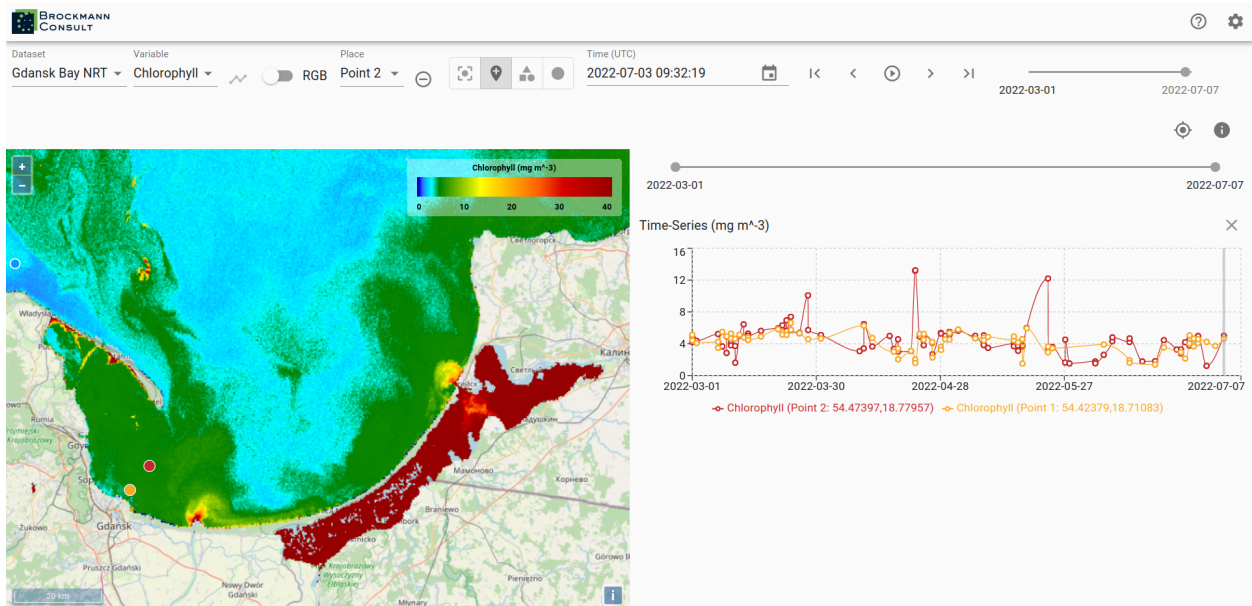 BROCKMANN
CONSULT
Dataset
Gdansk Bay NRT
Variable
Chlorophyll
RGB
Place
Point 2
Time (UTC)
2022-07-03 09:32:19
2022-03-01
2022-07-07
+
−
Chlorophyll (mg m^-3)
0 10 20 30 40
Светлогорск
Калин
Мамоново
Корнево
Braniewo
Gdańsk
Żukowo
Pruszcz Gdański
Nowy Dwór
Gdański
Krajobrazowy
Wysoczyzny
Elbląskiej
Młynary
Pieniężno
Górowo Ił
Rumia
20 km
i
2022-03-01
2022-07-07
Time-Series (mg m^-3)
16
12
8
4
0
2022-03-01 2022-03-30 2022-04-28 2022-05-27 2022-07-07
Chlorophyll (Point 2: 54.47397,18.77957) Chlorophyll (Point 1: 54.42379,18.71083)